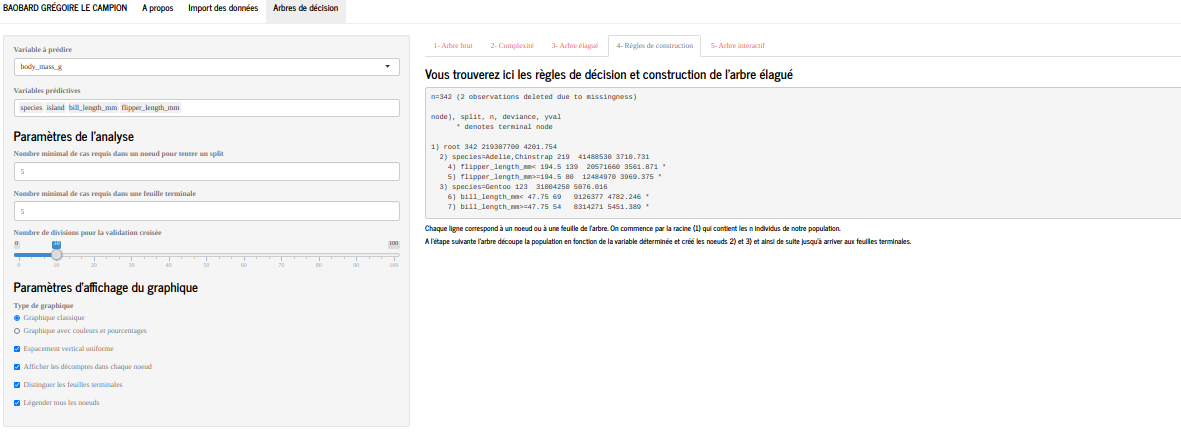 BAOBARD GRÉGOIRE LE CAMPION A propos Import des données Arbres de décision
Variable à prédire
body_mass_g
Variables prédictives
species island bill_length_mm flipper_length_mm
Paramètres de l'analyse
Nombre minimal de cas requis dans un noeud pour tenter un split
5
Nombre minimal de cas requis dans une feuille terminale
5
Nombre de divisions pour la validation croisée
0 10 100
0 10 20 30 40 50 60 70 80 90 100
Paramètres d'affichage du graphique
Type de graphique
Graphique classique
Graphique avec couleurs et pourcentages
Espacement vertical uniforme
Afficher les décomptes dans chaque noeud
Distinguer les feuilles terminales
Légender tous les noeuds
1- Arbre brut 2- Complexité 3- Arbre élagué 4- Règles de construction 5- Arbre interactif
Vous trouverez ici les règles de décision et construction de l'arbre élagué
n=342 (2 observations deleted due to missingness)
node), split, n, deviance, yval
* denotes terminal node
1) root 342 219307700 4201.754
2) species=Adelie,Chinstrap 219 41488530 3710.731
4) flipper_length_mm< 194.5 139 20571660 3561.871 *
5) flipper_length_mm>=194.5 80 12484970 3969.375 *
3) species=Gentoo 123 31004250 5076.016
6) bill_length_mm< 47.75 69 9126377 4782.246 *
7) bill_length_mm>=47.75 54 8314271 5451.389 *
Chaque ligne correspond à un noeud ou à une feuille de l'arbre. On commence par la racine (1) qui contient les n individus de notre population.
A l'étape suivante l'arbre découpe la population en fonction de la variable déterminée et créé les noeuds 2) et 3) et ainsi de suite jusqu'à arriver aux feuilles terminales.